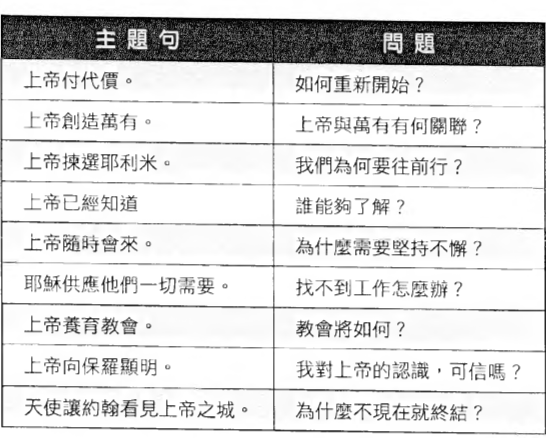 主題句 問題
上帝付代價。 如何重新開始？
上帝創造萬有。 上帝與萬有有何關聯？
上帝揀選耶利米。 我們為何要往前行？
上帝已經知道 誰能夠了解？
上帝隨時會來。 為什麼需要堅持不懈？
耶穌供應他們一切需要。 找不到工作怎麼辦？
上帝養育教會。 教會將如何？
上帝向保羅顯明。 我對上帝的認識，可信嗎？
天使讓約翰看見上帝之城。 為什麼不現在就終結？